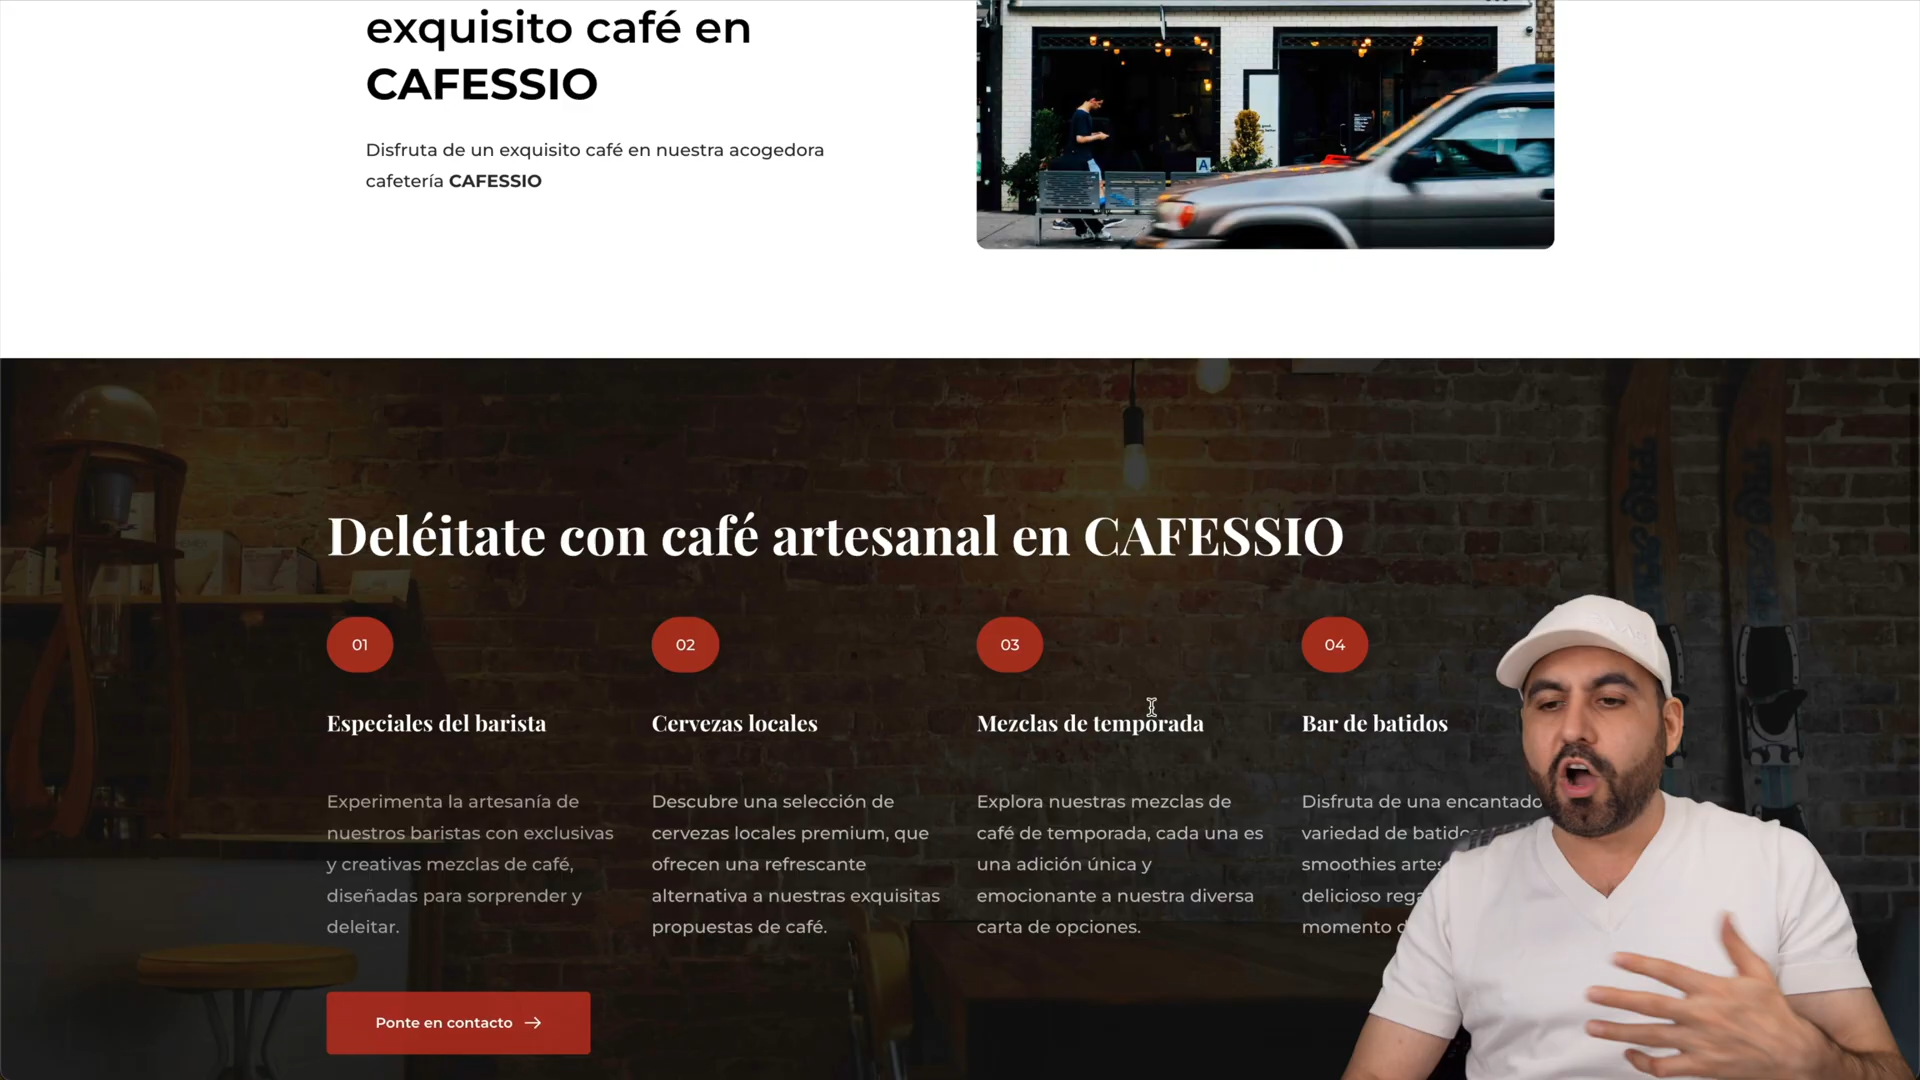 exquisito café en
CAFESSIO
Disfruta de un exquisito café en nuestra acogedora
cafetería CAFESSIO
A
Deléitate con café artesanal en CAFESSIO
01
Especiales del barista
Experimenta la artesanía de
nuestros baristas con exclusivas
y creativas mezclas de café,
diseñadas para sorprender y
deleitar.
02
Cervezas locales
Descubre una selección de
cervezas locales premium, que
ofrecen una refrescante
alternativa a nuestras exquisitas
propuestas de café.
03
Mezclas de temporada
Explora nuestras mezclas de
café de temporada, cada una es
una adición única y
emocionante a nuestra diversa
carta de opciones.
04
Bar de batidos
Disfruta de una
variedad de
smoothies
delicioso
momento
Ponte en contacto